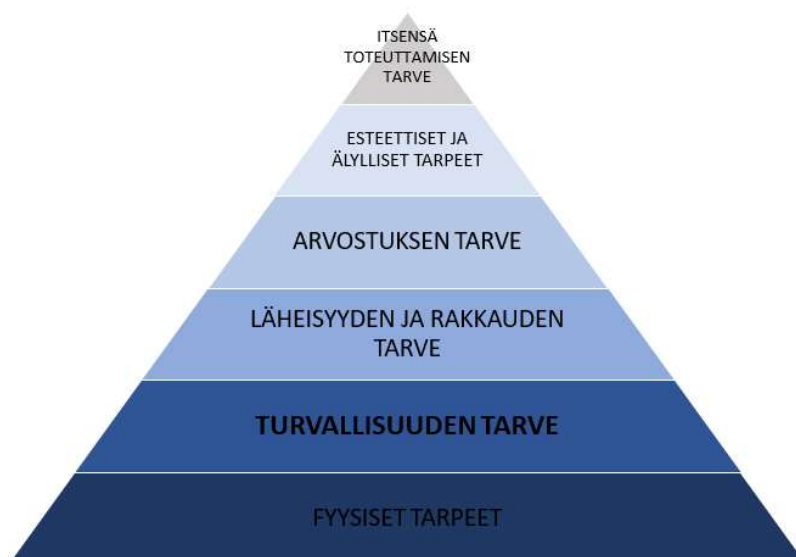 ITSENSÄ
TOTEUTTAMISEN
TARVE
ESTEETTISET JA
ÄLYLLISET TARPEET
ARVOSTUKSEN TARVE
LÄHEISYYDEN JA RAKKAUDEN
TARVE
TURVALLISUUDEN TARVE
FYYSISET TARPEET